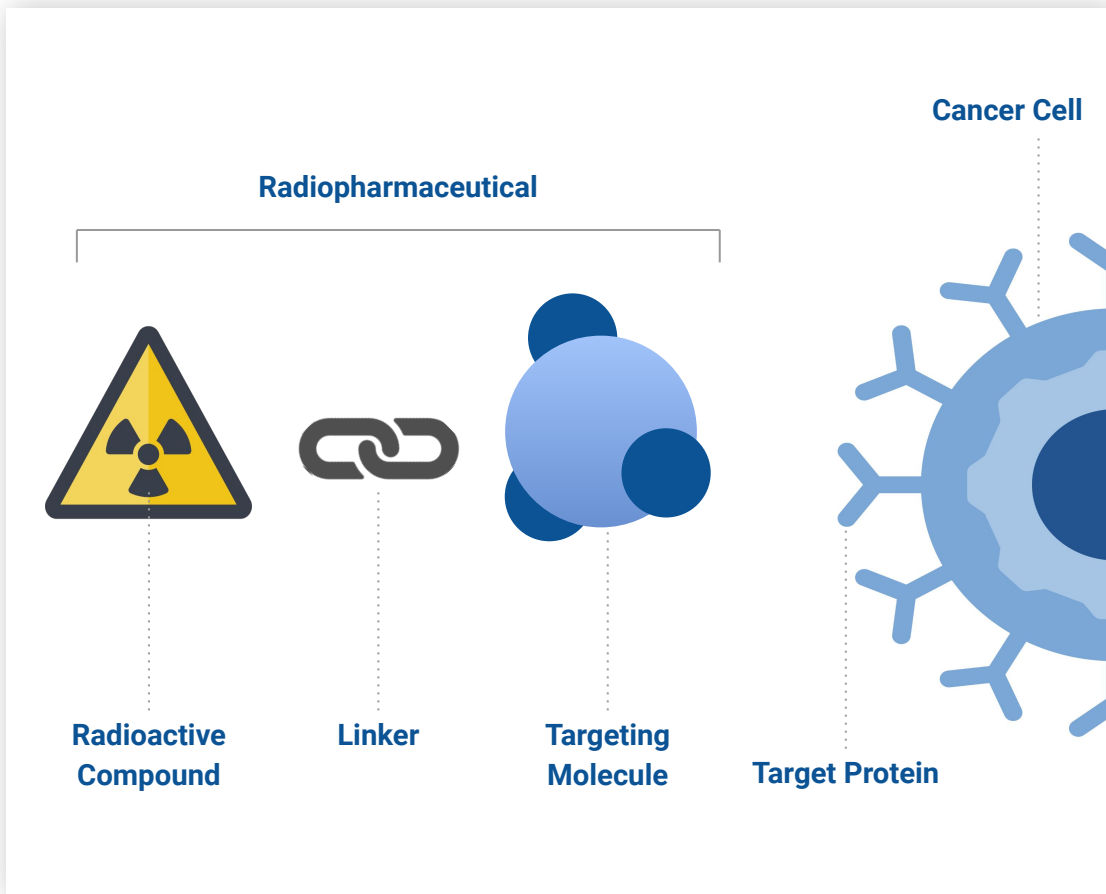 Cancer Cell
Radiopharmaceutical
Radioactive
Compound
Linker
Targeting
Molecule
Target Protein